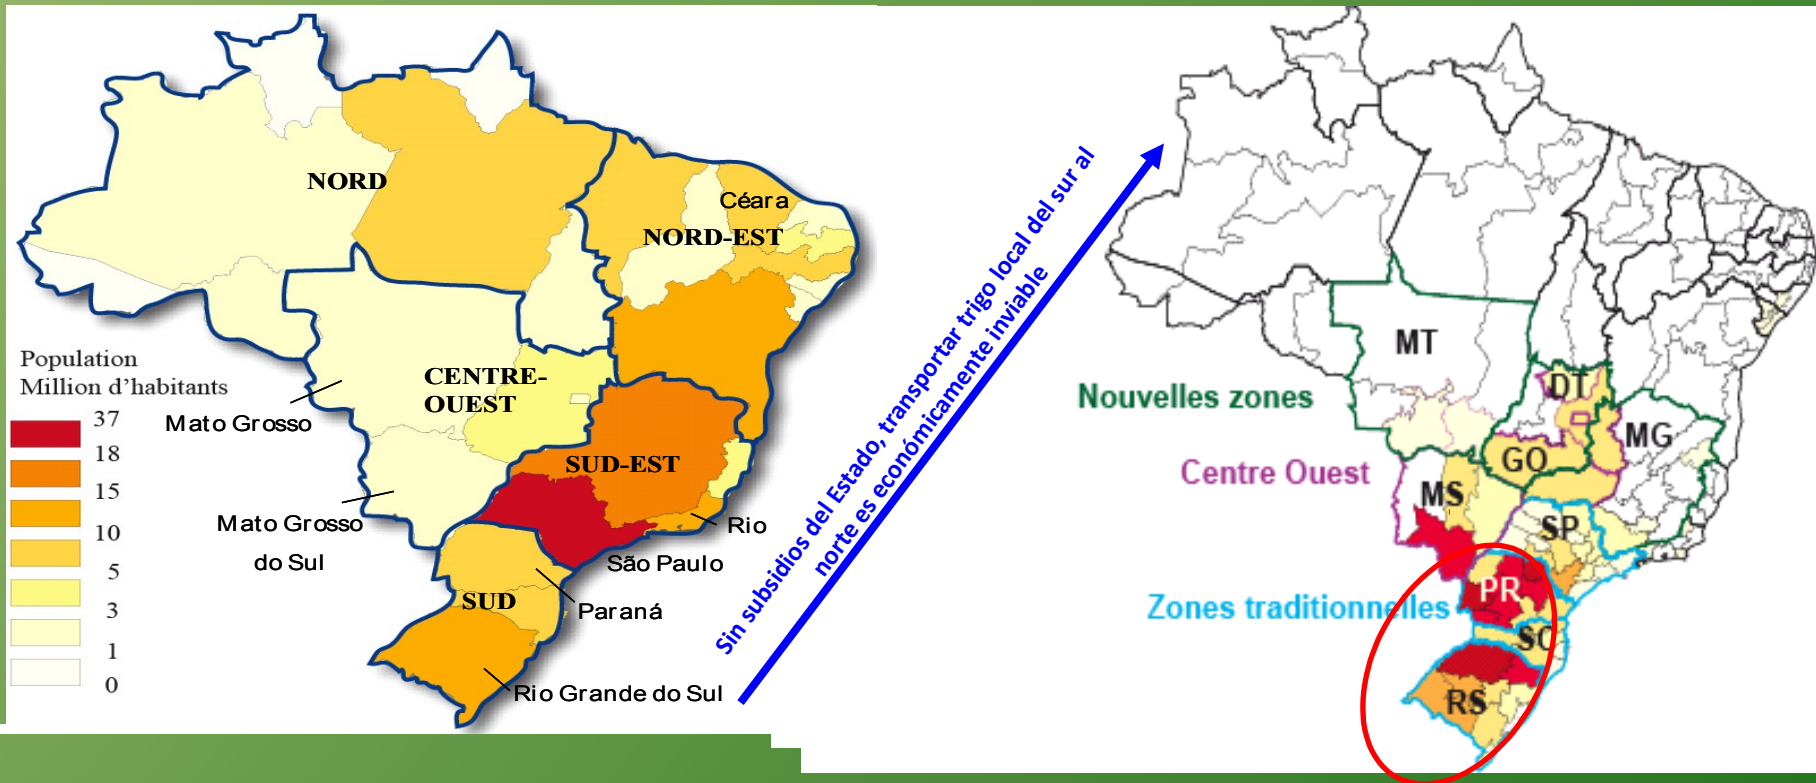 NORD
Céara
NORD-EST
Population
Million d'habitants
37
18
15
10
5
3
1
0
CENTRE-
OUEST
Mato Grosso
SUD-EST
Mato Grosso
do Sul
Rio
São Paulo
SUD
Paraná
Rio Grande do Sul
Sin subsidios del Estado, transportar trigo local del sur al
norte es económicamente inviable
MT
Nouvelles zones
DT
MG
GO
Centre Ouest
MS
SP
PR
Zones traditionnelles
SC
RS